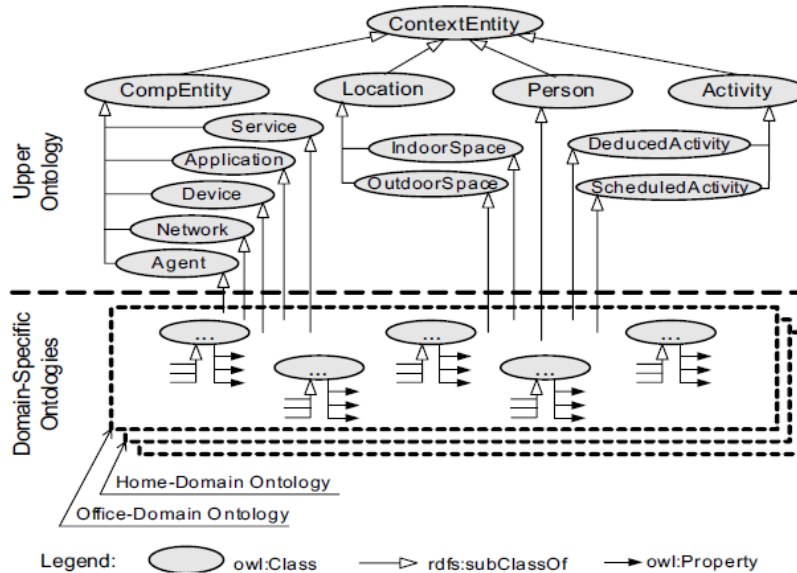 ContextEntity
CompEntity
Location
Person
Activity
Service
Application
Device
Network
Agent
IndoorSpace
OutdoorSpace
DeducedActivity
ScheduledActivity
Upper
Ontology
Domain-Specific
Ontologies
...
...
...
...
...
Home-Domain Ontology
Office-Domain Ontology
Legend: owl:Class rdfs:subClassOf owl:Property